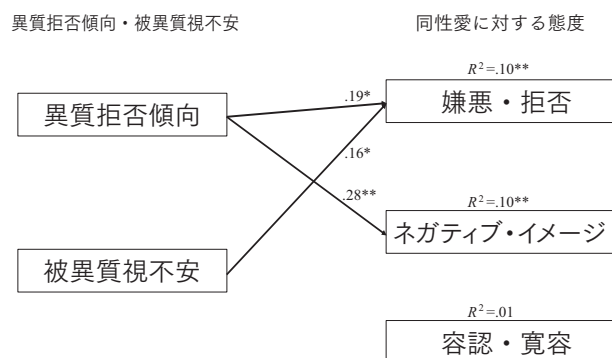 異質拒否傾向・被異質視不安
同性愛に対する態度
R²=.10**
異質拒否傾向
.19*
嫌悪・拒否
.16*
.28**
R²=.10**
ネガティブ・イメージ
被異質視不安
R²=.01
容認・寛容